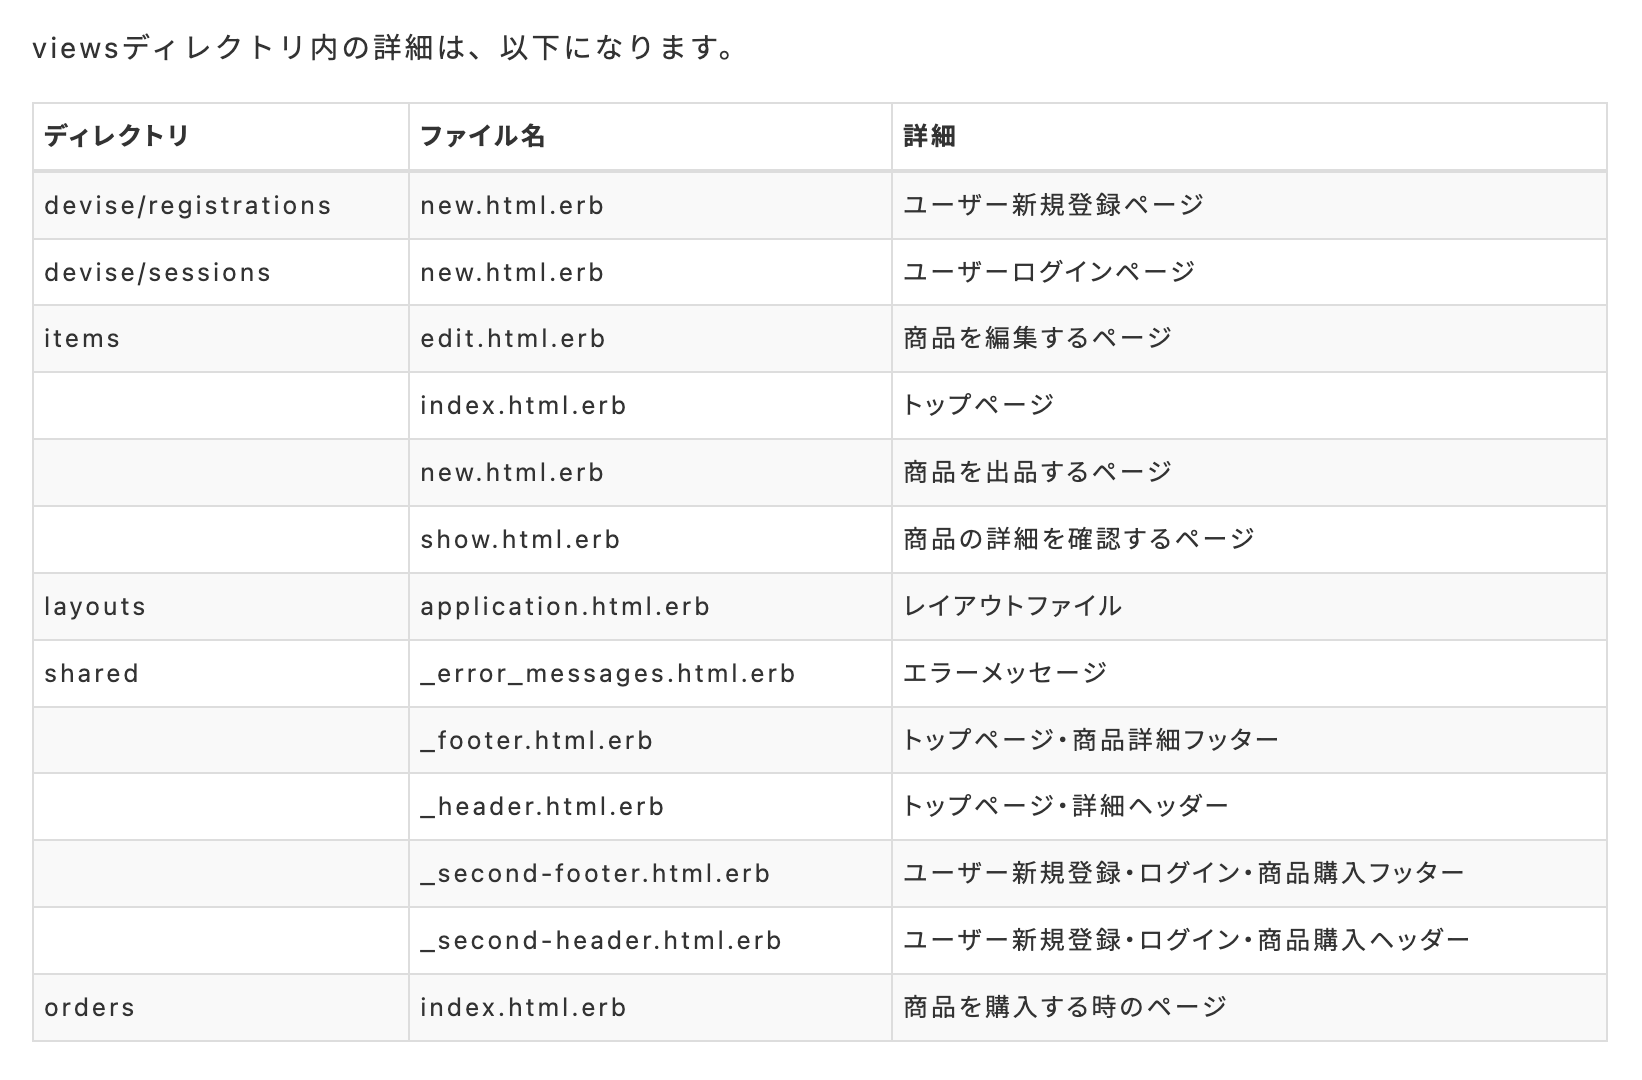 viewsディレクトリ内の詳細は、以下になります。
ディレクトリ ファイル名 詳細
devise/registrations new.html.erb ユーザー新規登録ページ
devise/sessions new.html.erb ユーザーログインページ
items edit.html.erb 商品を編集するページ
index.html.erb トップページ
new.html.erb 商品を出品するページ
show.html.erb 商品の詳細を確認するページ
layouts application.html.erb レイアウトファイル
shared _error_messages.html.erb エラーメッセージ
_footer.html.erb トップページ・商品詳細フッター
_header.html.erb トップページ・詳細ヘッダー
_second-footer.html.erb ユーザー新規登録・ログイン・商品購入フッター
_second-header.html.erb ユーザー新規登録・ログイン・商品購入ヘッダー
orders index.html.erb 商品を購入する時のページ